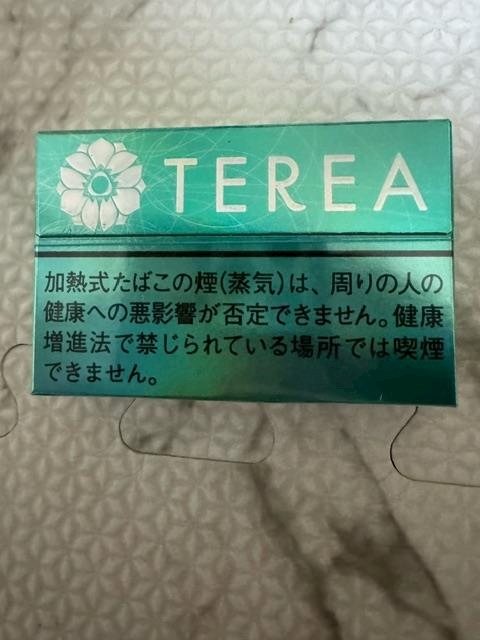 TEREA
加熱式たばこの煙(蒸気)は、周りの人の
健康への悪影響が否定できません。健康
増進法で禁じられている場所では喫煙
できません。